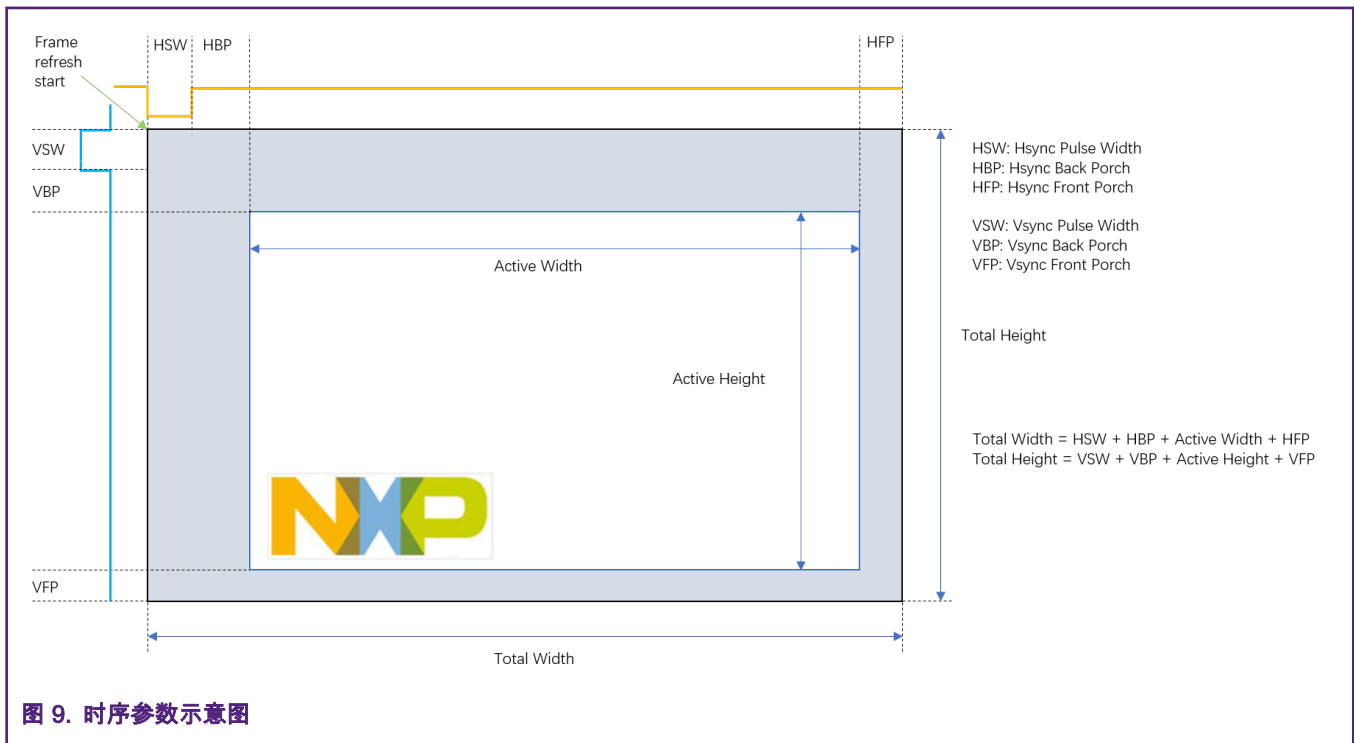 Frame
refresh
start
HSW
HBP
HFP
VSW
VBP
HSW: Hsync Pulse Width
HBP: Hsync Back Porch
HFP: Hsync Front Porch
VSW: Vsync Pulse Width
VBP: Vsync Back Porch
VFP: Vsync Front Porch
Active Width
Total Height
Active Height
Total Width = HSW + HBP + Active Width + HFP
Total Height = VSW + VBP + Active Height + VFP
NXP
VFP
Total Width
图 9. 时序参数示意图